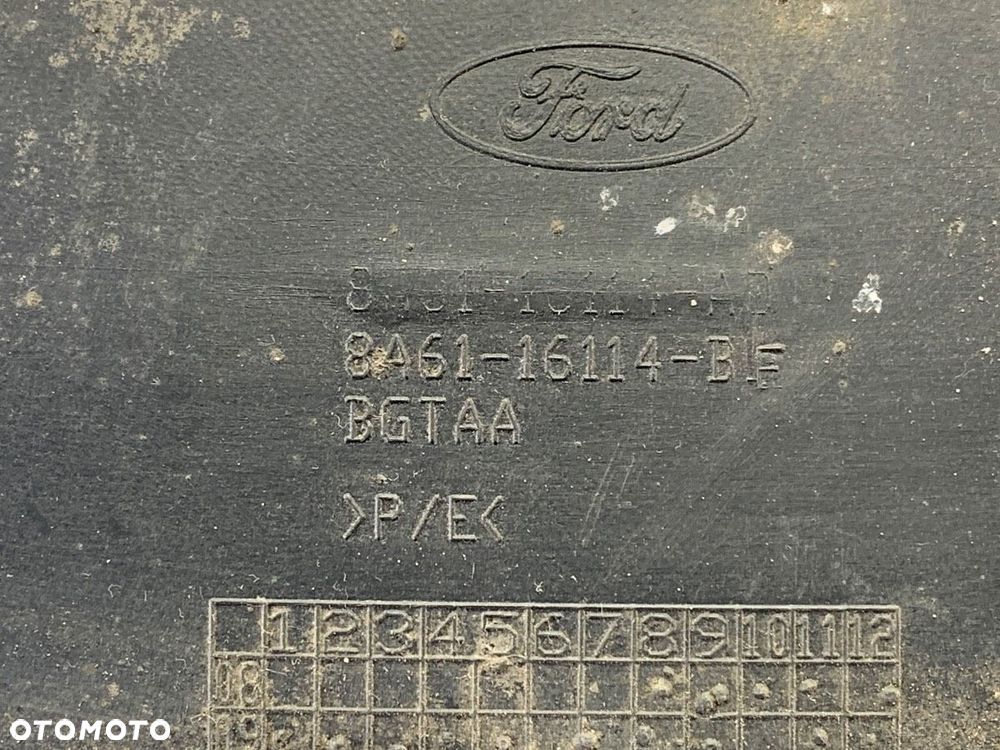 Ford
8A61-16114-BF
BGTAA
>P/E<
1 2 3 4 5 6 7 8 9 10 11 12
08
09
OTOMOTO